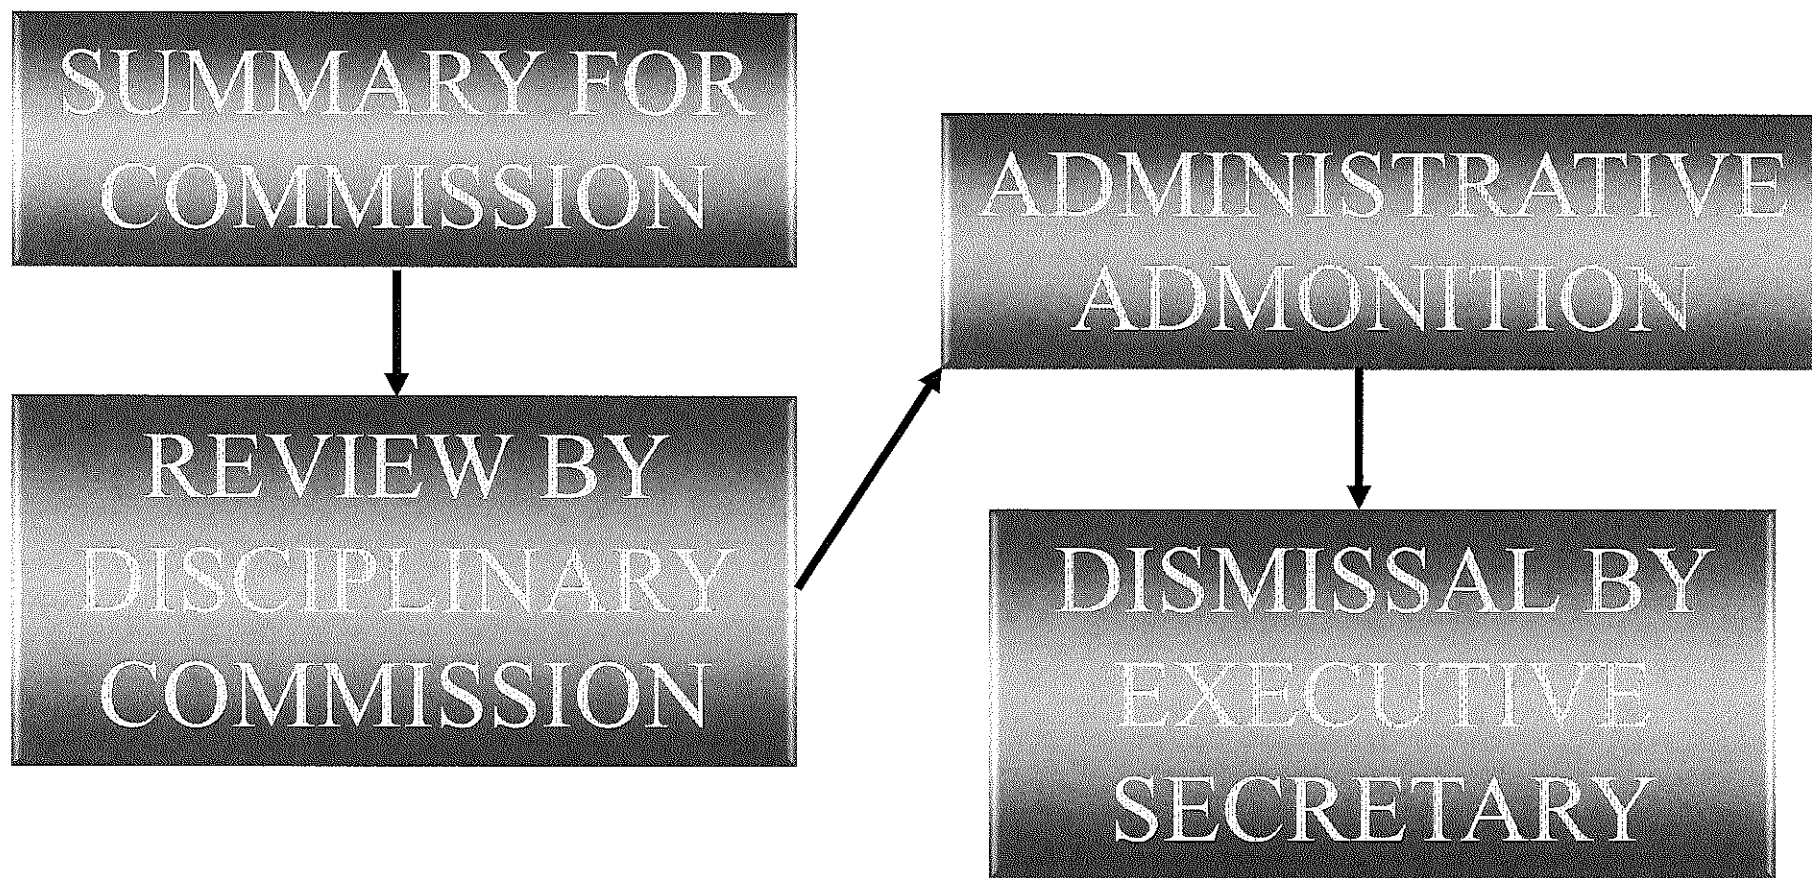 SUMMARY FOR
COMMISSION
REVIEW BY
DISCIPLINARY
COMMISSION
ADMINISTRATIVE
ADMONITION
DISMISSAL BY
EXECUTIVE
SECRETARY